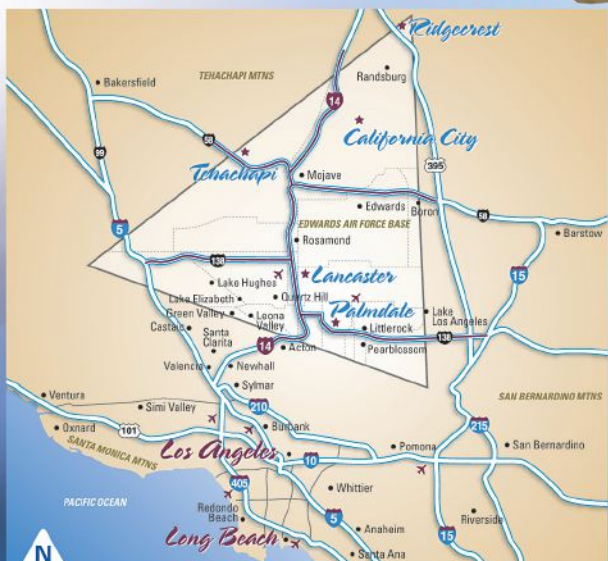 Ridgecrest
TEHACHAPI MTNS
Randsburg
Bakersfield
14
58
California City
99
Tehachapi
395
Mojave
Edwards
Boron
5
58
EDWARDS AIR FORCE BASE
Barstow
Rosamond
138
15
Lake Hughes
Lancaster
Lake Elizabeth
Quartz Hill
Palmdale
Green Valley
Leona
Valley
Lake
Los Angeles
Castaic
Littlerock
Santa
Clarita
14
Acton
Pearblossom
138
Valencia
Newhall
Sylmar
Ventura
Simi Valley
210
SAN BERNARDINO
MTNS
Oxnard
101
Burbank
215
SANTA MONICA
MTNS
Los Angeles
10
Pomona
San Bernardino
405
Whittier
PACIFIC OCEAN
Redondo
Beach
5
Riverside
Anaheim
15
Long Beach
Santa Ana
N